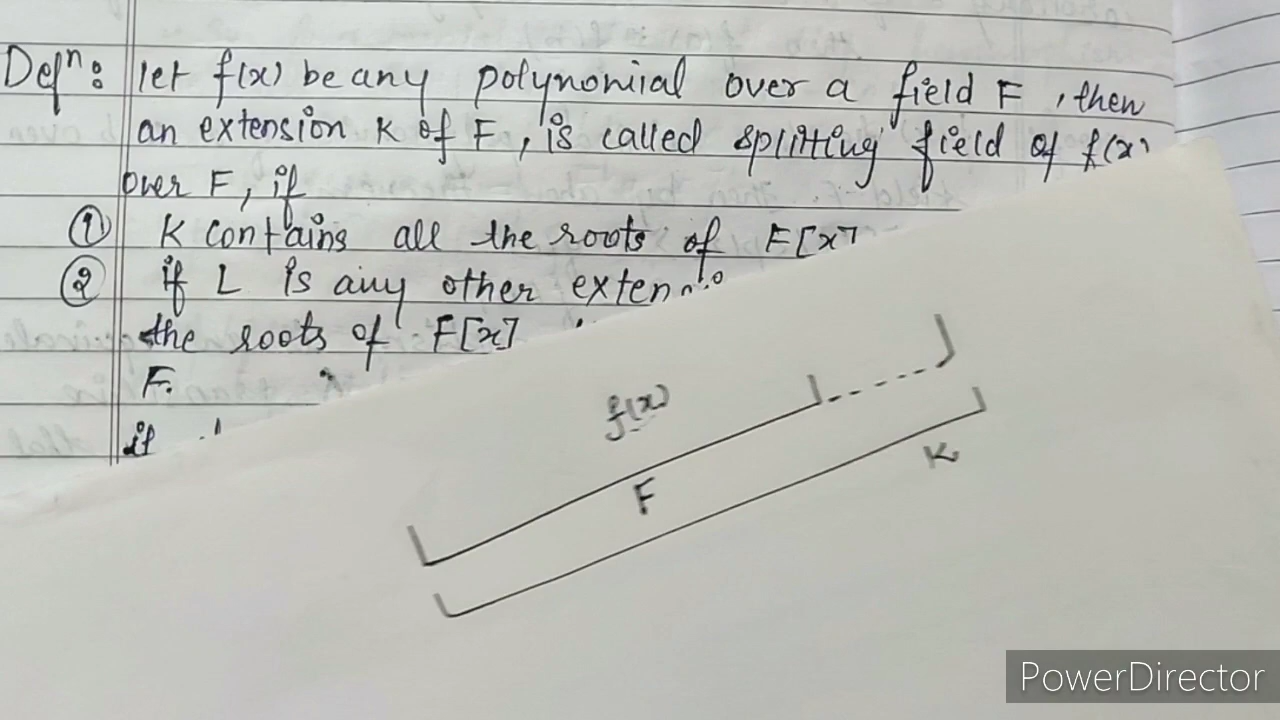 Defⁿ: let f(x) be any polynomial over a field F, then
an extension K of F, is called splitting field of f(x)
over F, if
① K contains all the roots of F[x]
② if L is any other
the roots of F[x]
F.
if
f(x)
F
K
PowerDirector